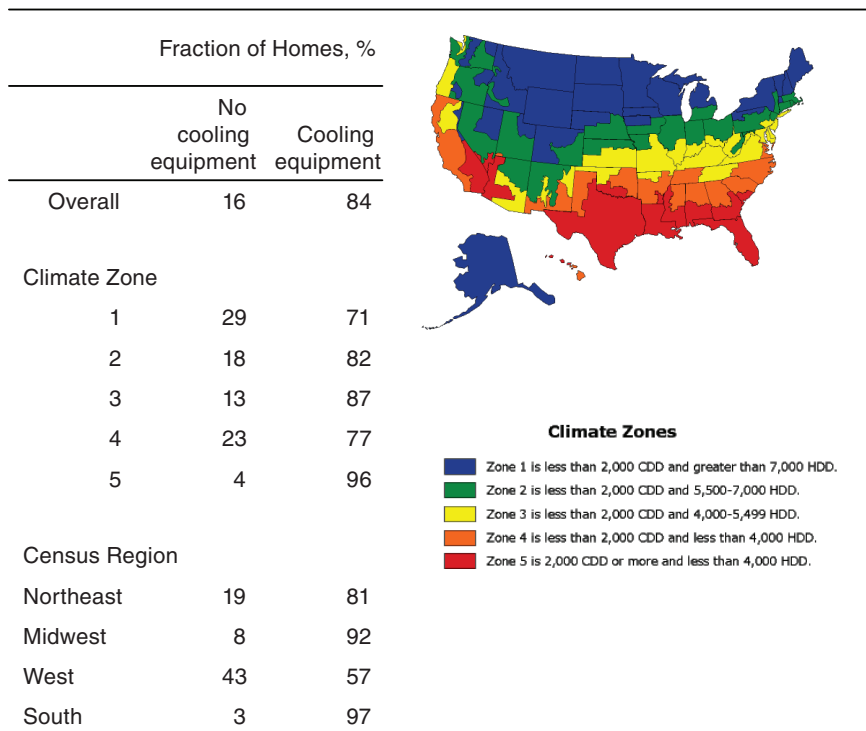 Fraction of Homes, %
No
cooling
equipment
Cooling
equipment
Overall 16 84
Climate Zone
1 29 71
2 18 82
3 13 87
4 23 77
5 4 96
Census Region
Northeast 19 81
Midwest 8 92
West 43 57
South 3 97
Climate Zones
Zone 1 is less than 2,000 CDD and greater than 7,000 HDD.
Zone 2 is less than 2,000 CDD and 5,500-7,000 HDD.
Zone 3 is less than 2,000 CDD and 4,000-5,499 HDD.
Zone 4 is less than 2,000 CDD and less than 4,000 HDD.
Zone 5 is 2,000 CDD or more and less than 4,000 HDD.